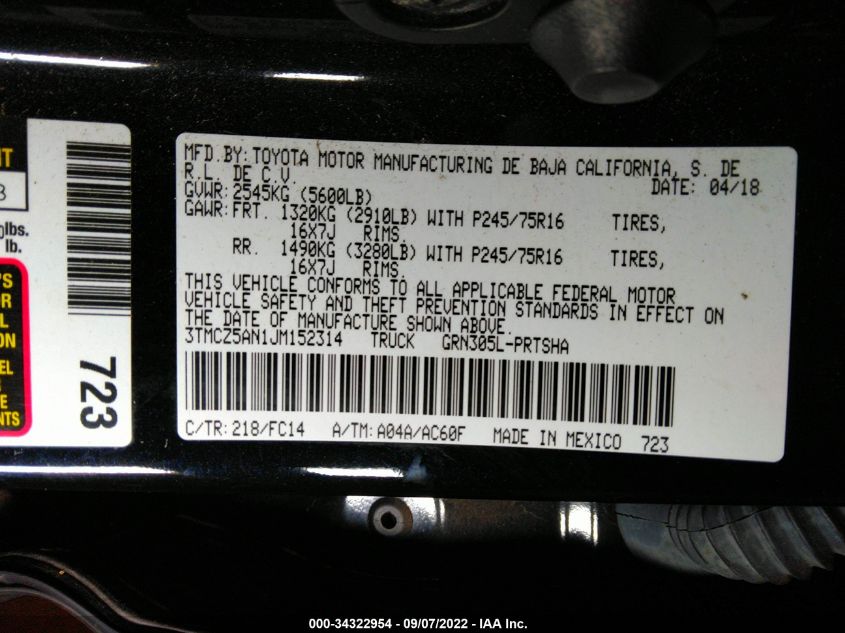 MFD.BY:TOYOTA MOTOR MANUFACTURING DE BAJA CALIFORNIA, S. DE
R.L. DE C.V. DATE: 04/18
GVWR:2545KG (5600LB)
GAWR:FRT. 1320KG (2910LB) WITH P245/75R16 TIRES,
16X7J RIMS.
RR. 1490KG (3280LB) WITH P245/75R16 TIRES,
16X7J RIMS.
THIS VEHICLE CONFORMS TO ALL APPLICABLE FEDERAL MOTOR
VEHICLE SAFETY AND THEFT PREVENTION STANDARDS IN EFFECT ON
THE DATE OF MANUFACTURE SHOWN ABOVE.
3TMCZ5AN1JM152314 TRUCK GRN305L-PRTSHA
C/TR:218/FC14 A/TM:A04A/AC60F MADE IN MEXICO 723
lbs.
lb.
723
000-34322954 - 09/07/2022 - IAA Inc.